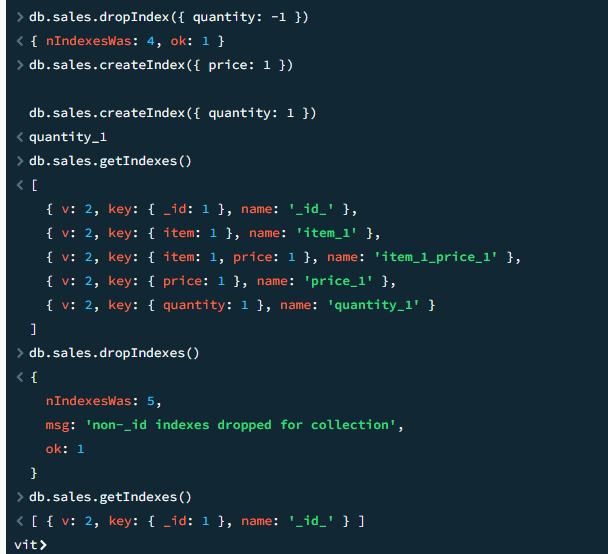 > db.sales.dropIndex({ quantity: -1 })
< { nIndexesWas: 4, ok: 1 }
> db.sales.createIndex({ price: 1 })
db.sales.createIndex({ quantity: 1 })
< quantity_1
> db.sales.getIndexes()
< [
{ v: 2, key: { _id: 1 }, name: '_id_' },
{ v: 2, key: { item: 1 }, name: 'item_1' },
{ v: 2, key: { item: 1, price: 1 }, name: 'item_1_price_1' },
{ v: 2, key: { price: 1 }, name: 'price_1' },
{ v: 2, key: { quantity: 1 }, name: 'quantity_1' }
]
> db.sales.dropIndexes()
< {
nIndexesWas: 5,
msg: 'non-_id indexes dropped for collection',
ok: 1
}
> db.sales.getIndexes()
< [ { v: 2, key: { _id: 1 }, name: '_id_' } ]
vit>